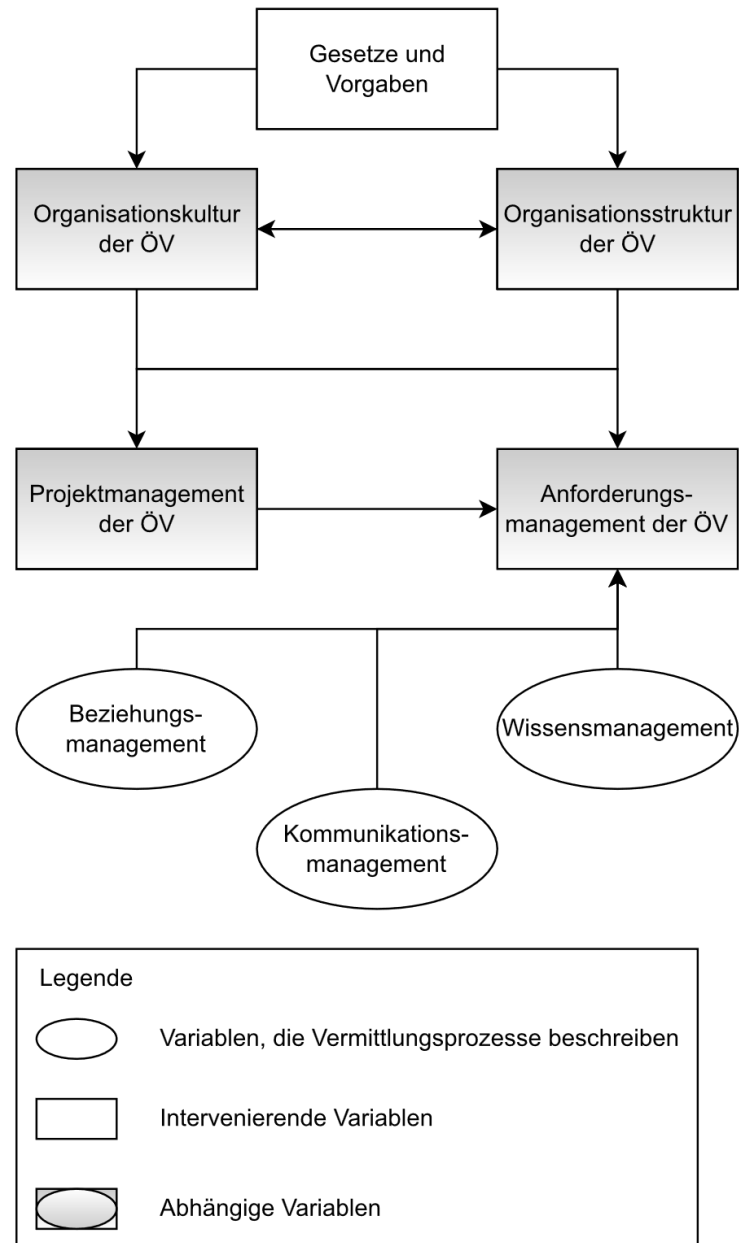 Gesetze und
Vorgaben
Organisationskultur
der ÖV
Organisationsstruktur
der ÖV
Projektmanagement
der ÖV
Anforderungs-
management der ÖV
Beziehungs-
management
Wissensmanagement
Kommunikations-
management
Legende
Variablen, die Vermittlungsprozesse beschreiben
Intervenierende Variablen
Abhängige Variablen